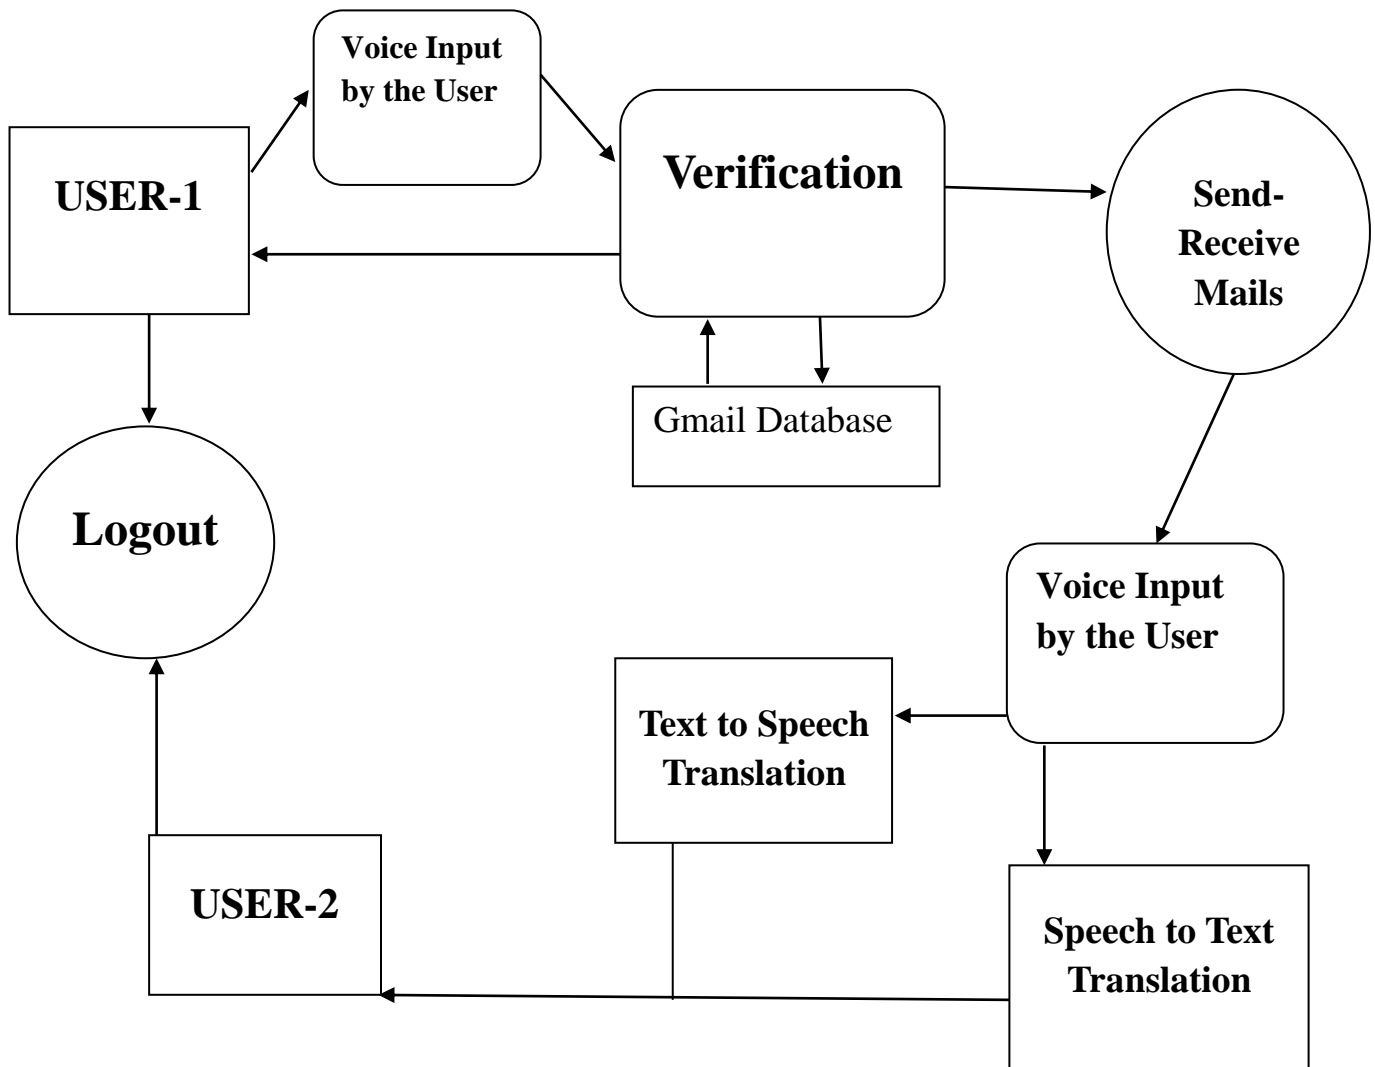 Voice Input
by the User
USER-1
Verification
Send-
Receive
Mails
Gmail Database
Logout
Voice Input
by the User
Text to Speech
Translation
USER-2
Speech to Text
Translation